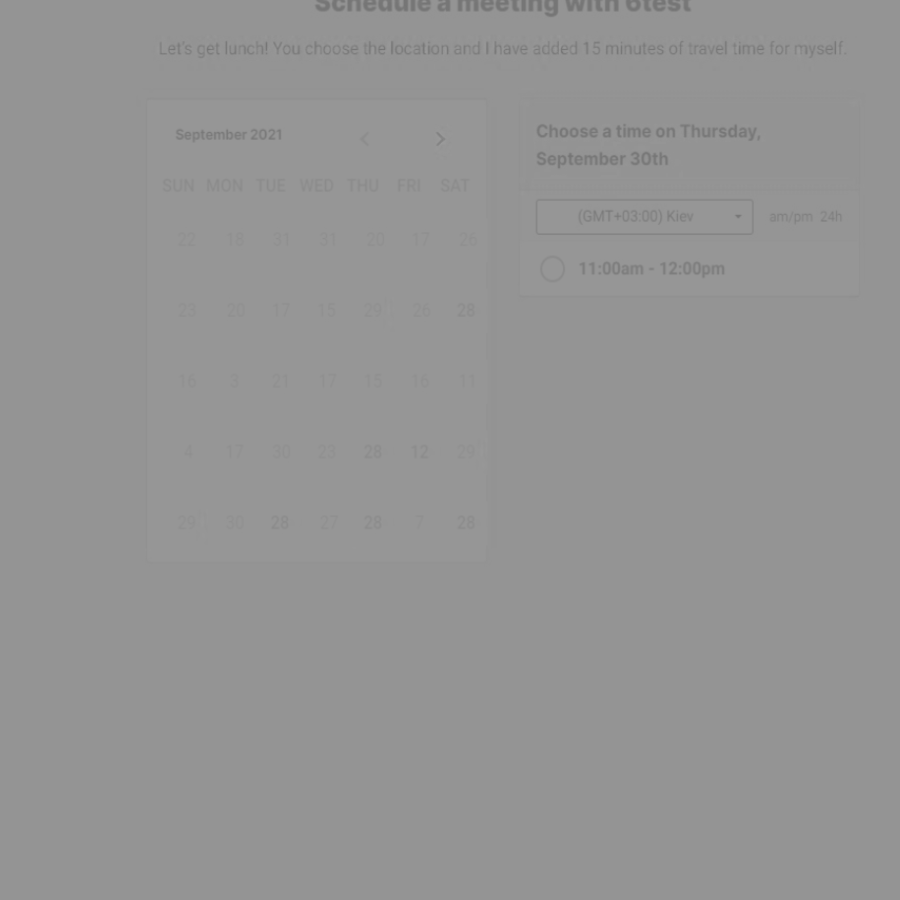 Schedule a meeting with 6test
Let's get lunch! You choose the location and I have added 15 minutes of travel time for myself.
September 2021
SUN MON TUE WED THU FRI SAT
22 18 31 31 20 17 26
23 20 17 15 29 26 28
16 3 21 17 15 16 11
4 17 30 23 28 12 29
29 30 28 27 28 7 28
Choose a time on Thursday,
September 30th
(GMT+03:00) Kiev am/pm 24h
11:00am - 12:00pm